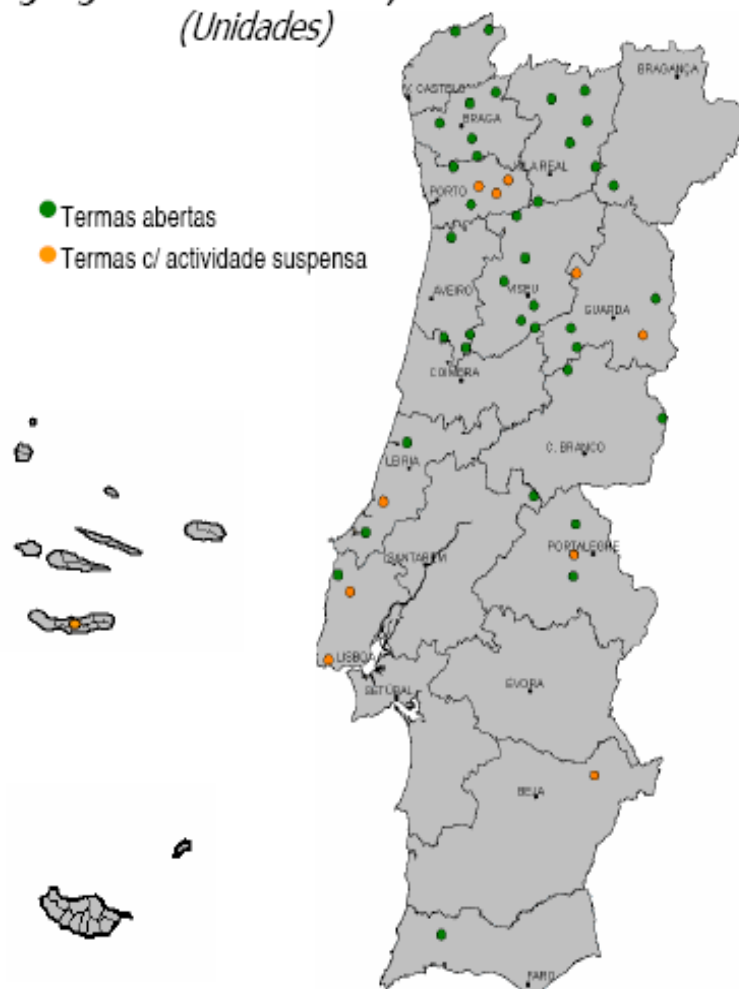 (Unidades)
Termas abertas
Termas c/ actividade suspensa
BRAGANÇA
V. CASTELO
BRAGA
VILA REAL
PORTO
AVEIRO
VISEU
GUARDA
COIMBRA
C. BRANCO
LEIRIA
PORTALEGRE
SANTARÉM
LISBOA
SETÚBAL
EVORA
BEJA
FARO